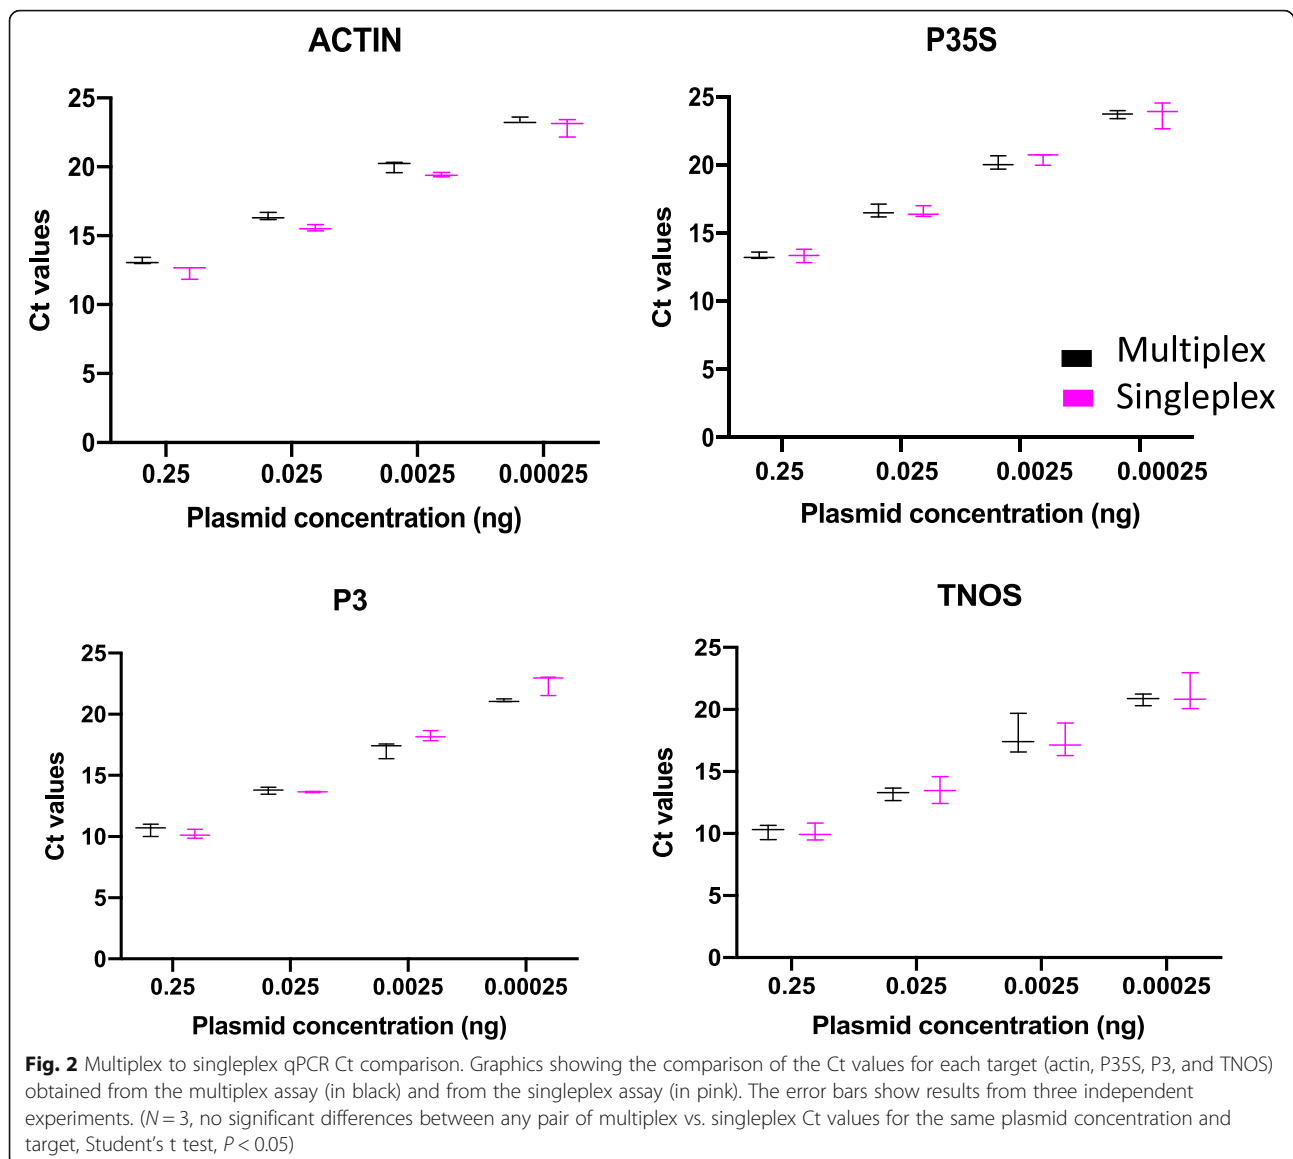 ACTIN
25
20
15
10
5
0
Ct values
0.25 0.025 0.0025 0.00025
Plasmid concentration (ng)
P35S
25
20
15
10
5
0
Ct values
Multiplex
Singleplex
0.25 0.025 0.0025 0.00025
Plasmid concentration (ng)
P3
25
20
15
10
5
0
Ct values
0.25 0.025 0.0025 0.00025
Plasmid concentration (ng)
TNOS
25
20
15
10
5
0
Ct values
0.25 0.025 0.0025 0.00025
Plasmid concentration (ng)
Fig. 2 Multiplex to singleplex qPCR Ct comparison. Graphics showing the comparison of the Ct values for each target (actin, P35S, P3, and TNOS)
obtained from the multiplex assay (in black) and from the singleplex assay (in pink). The error bars show results from three independent
experiments. (N = 3, no significant differences between any pair of multiplex vs. singleplex Ct values for the same plasmid concentration and
target, Student's t test, P < 0.05)